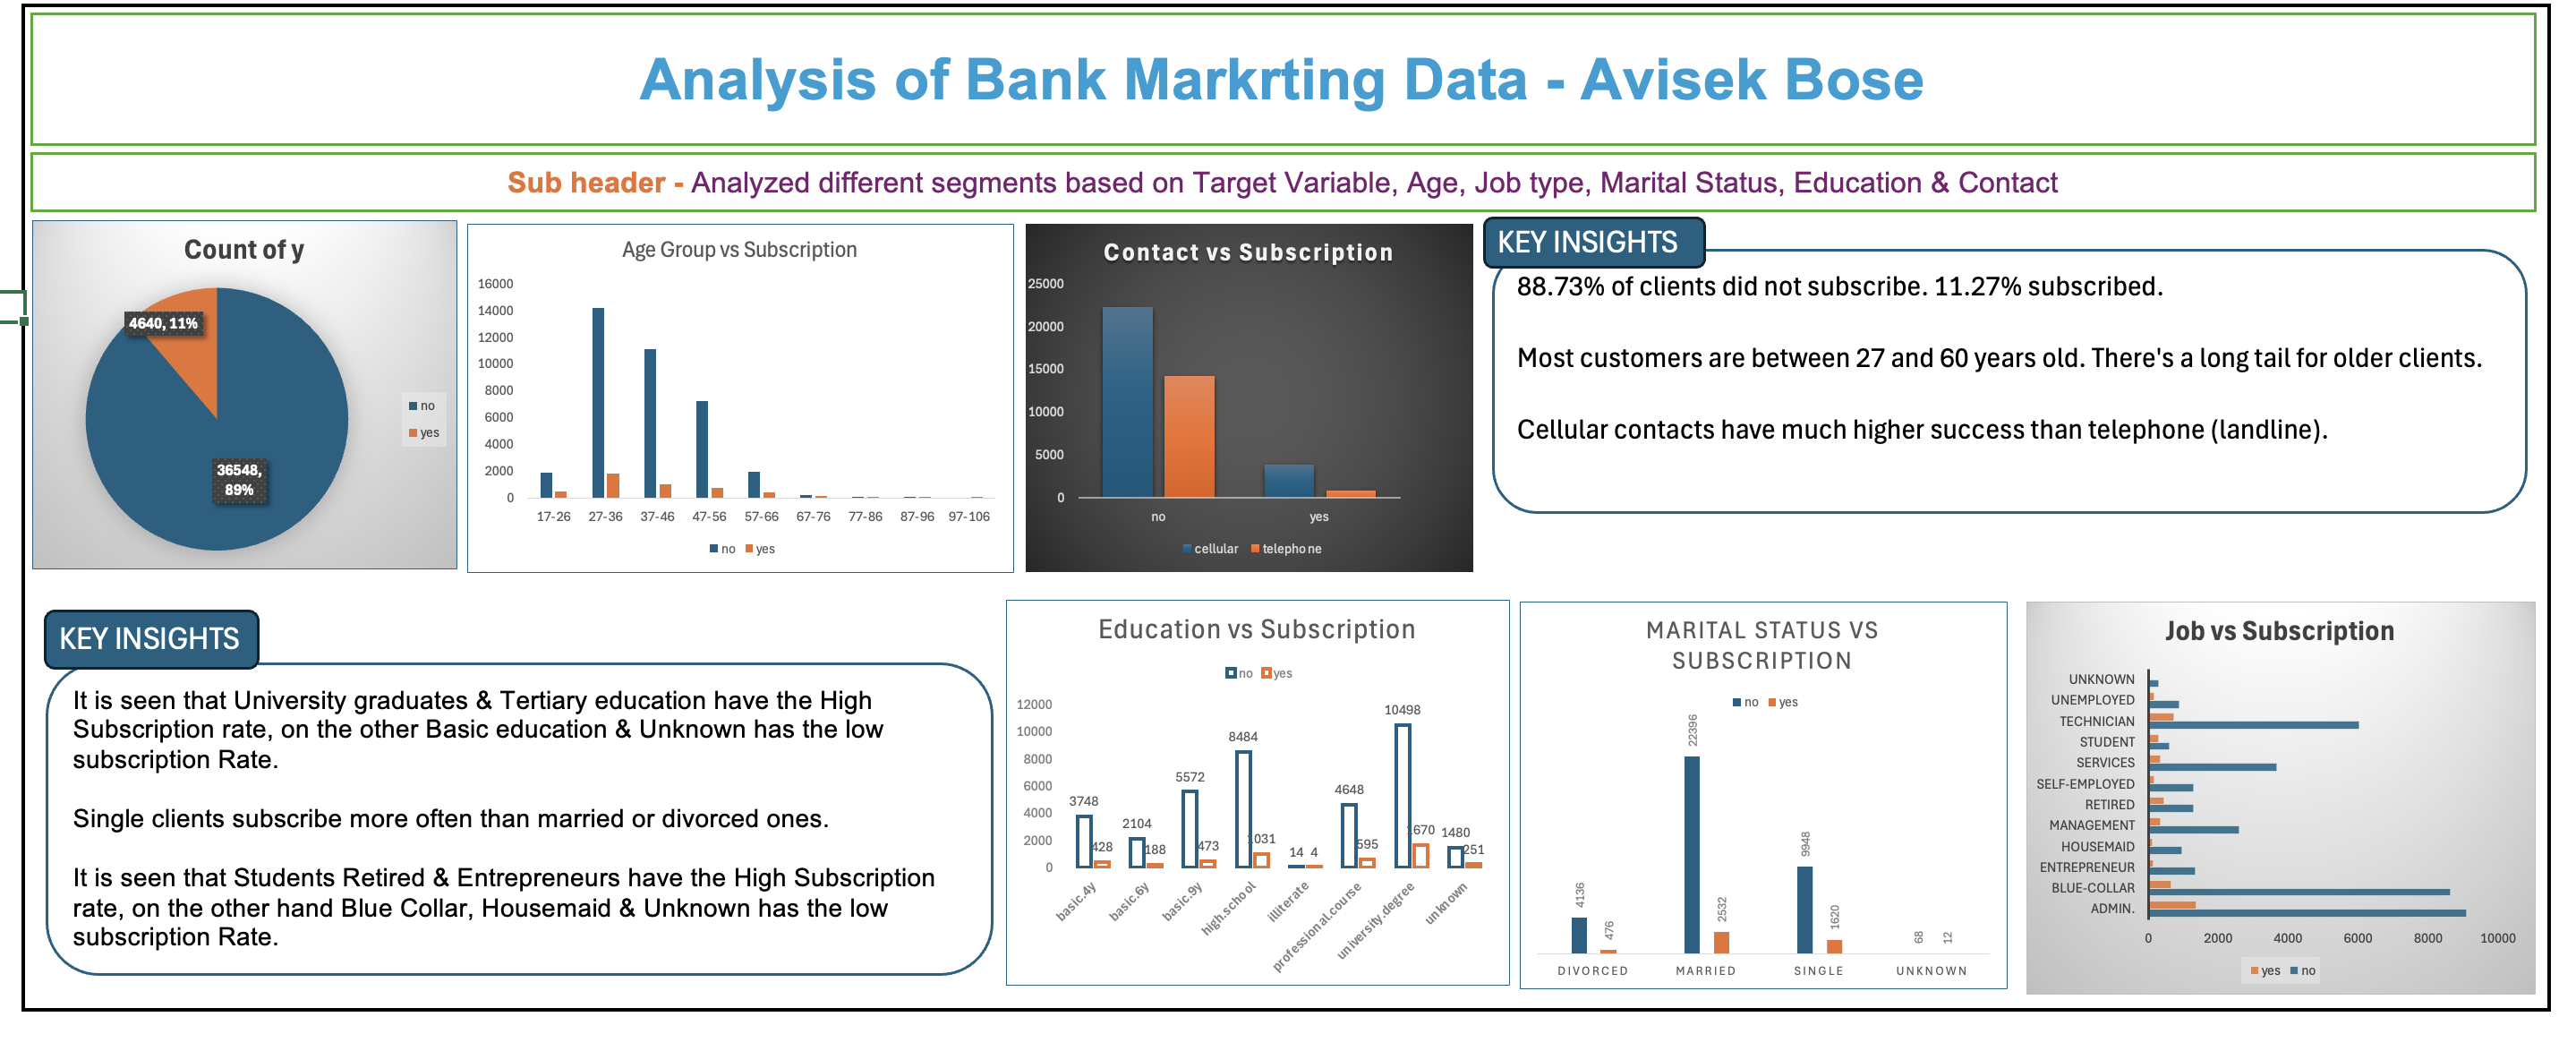 Analysis of Bank Markrting Data - Avisek Bose
Sub header - Analyzed different segments based on Target Variable, Age, Job type, Marital Status, Education & Contact
Count of y
4640, 11%
36548,
89%
no
yes
Age Group vs Subscription
16000
14000
12000
10000
8000
6000
4000
2000
0
17-26 27-36 37-46 47-56 57-66 67-76 77-86 87-96 97-106
no yes
Contact vs Subscription
25000
20000
15000
10000
5000
0
no yes
cellular telephone
KEY INSIGHTS
88.73% of clients did not subscribe. 11.27% subscribed.
Most customers are between 27 and 60 years old. There's a long tail for older clients.
Cellular contacts have much higher success than telephone (landline).
KEY INSIGHTS
It is seen that University graduates & Tertiary education have the High
Subscription rate, on the other Basic education & Unknown has the low
subscription Rate.
Single clients subscribe more often than married or divorced ones.
It is seen that Students Retired & Entrepreneurs have the High Subscription
rate, on the other hand Blue Collar, Housemaid & Unknown has the low
subscription Rate.
Education vs Subscription
no yes
12000
10000
8000
6000
4000
2000
0
3748 428 2104 188 5572 473 8484 1031 14 4 4648 595 10498 1670 1480 251
basic.4y basic.6y basic.9y high.school illiterate professional.course university.degree unknown
MARITAL STATUS VS
SUBSCRIPTION
no yes
4136 476 22396 2532 9948 1620 68 12
DIVORCED MARRIED SINGLE UNKNOWN
Job vs Subscription
UNKNOWN
UNEMPLOYED
TECHNICIAN
STUDENT
SERVICES
SELF-EMPLOYED
RETIRED
MANAGEMENT
HOUSEMAID
ENTREPRENEUR
BLUE-COLLAR
ADMIN.
0 2000 4000 6000 8000 10000
yes no